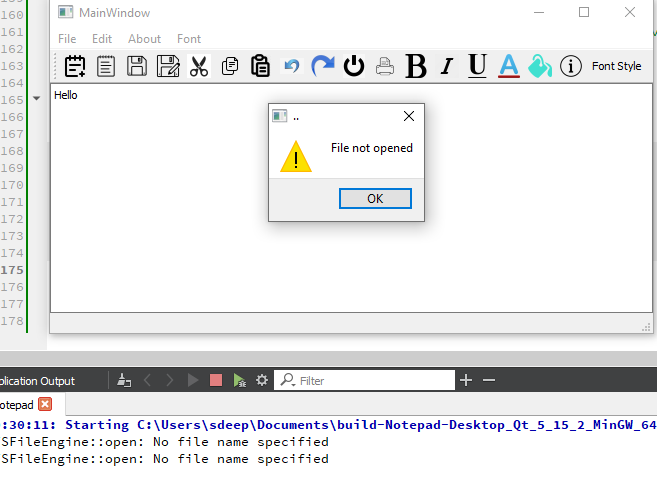 160
161
162
163
164
165
166
167
168
169
170
171
172
173
174
175
176
177
178
MainWindow
File Edit About Font
B I U A Font Style
Hello
..
File not opened
OK
plication Output
Filter
otepad
:30:11: Starting C:\Users\sdeep\Documents\build-Notepad-Desktop_Qt_5_15_2_MinGW_64
SFileEngine::open: No file name specified
SFileEngine::open: No file name specified